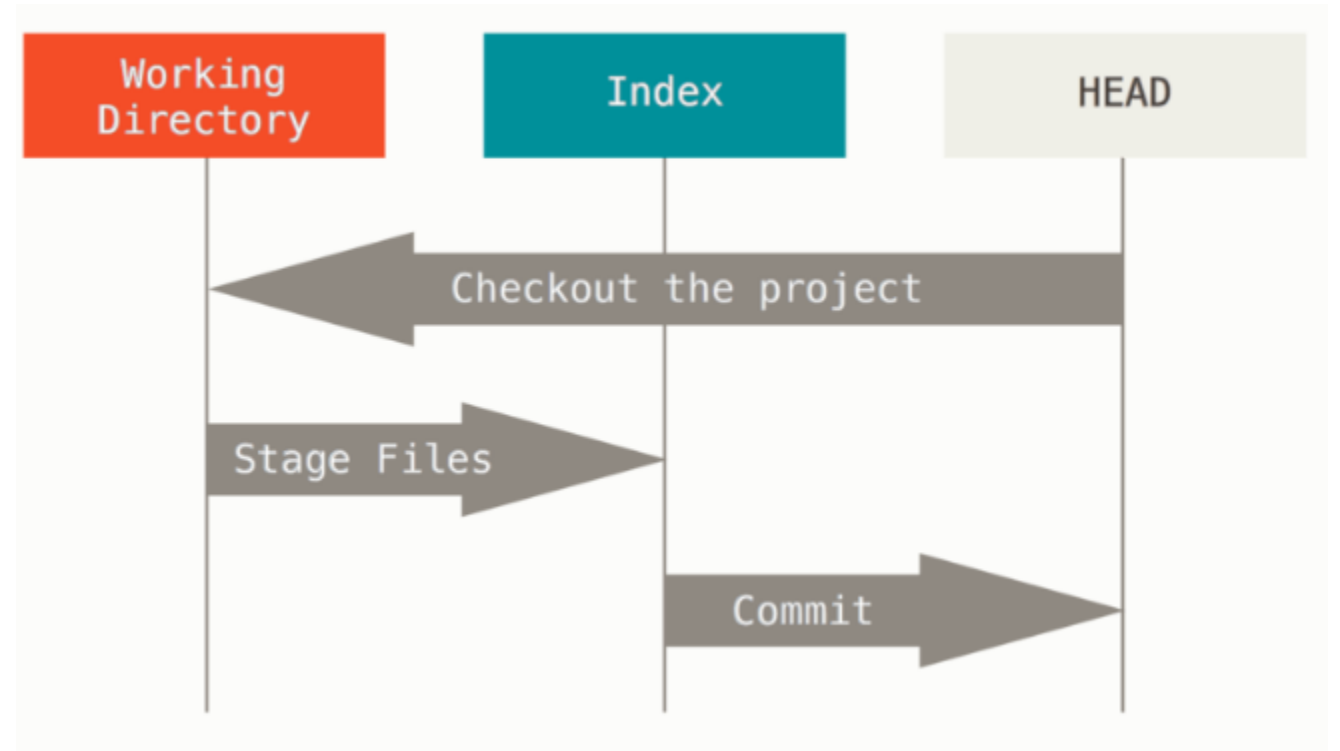 Working
Directory
Index
HEAD
Checkout the project
Stage Files
Commit